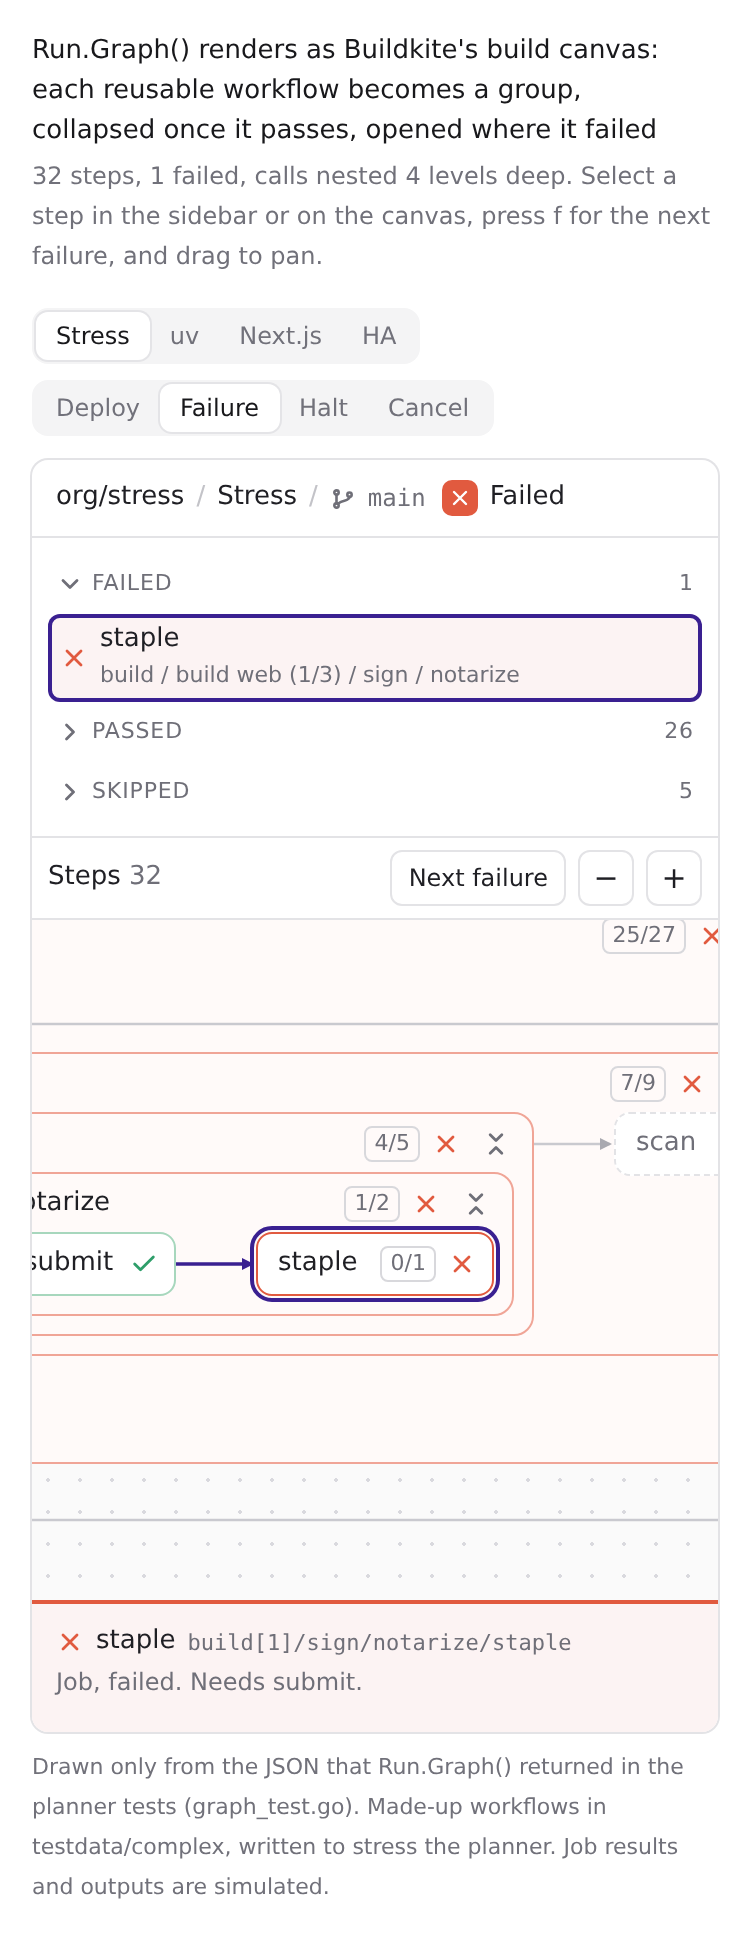 Run.Graph() renders as Buildkite's build canvas:
each reusable workflow becomes a group,
collapsed once it passes, opened where it failed
32 steps, 1 failed, calls nested 4 levels deep. Select a
step in the sidebar or on the canvas, press f for the next
failure, and drag to pan.
Stress uv Next.js HA
Deploy Failure Halt Cancel
org/stress / Stress / main Failed
FAILED 1
staple
build / build web (1/3) / sign / notarize
PASSED 26
SKIPPED 5
Steps 32 Next failure − +
25/27
7/9
4/5 scan
otarize 1/2
submit staple 0/1
staple build[1]/sign/notarize/staple
Job, failed. Needs submit.
Drawn only from the JSON that Run.Graph() returned in the
planner tests (graph_test.go). Made-up workflows in
testdata/complex, written to stress the planner. Job results
and outputs are simulated.